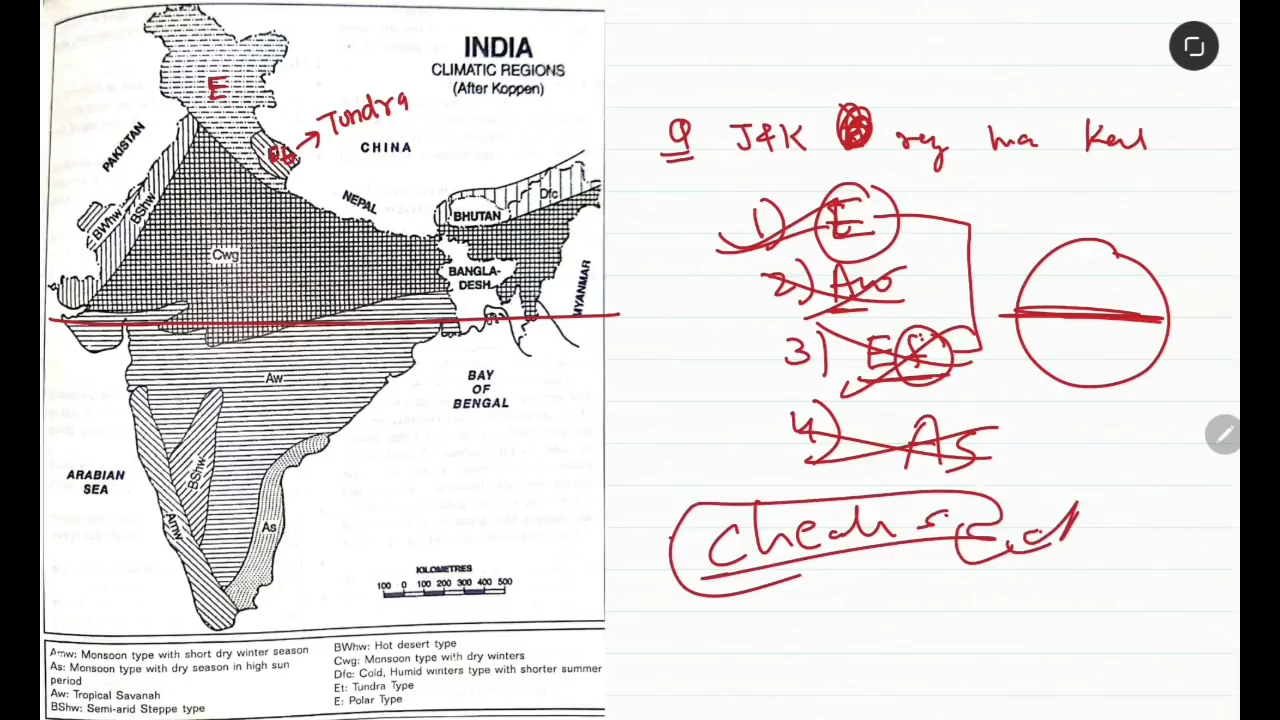 INDIA
CLIMATIC REGIONS
(After Koppen)
E
Tundra
PAKISTAN
CHINA
NEPAL
BWhw
BShw
Dfc
BHUTAN
Cwg
BANGLA-
DESH
MYANMAR
Aw
BAY
OF
BENGAL
ARABIAN
SEA
BShw
Amw
As
KILOMETRES
100 0 100 200 300 400 500
Amw: Monsoon type with short dry winter season
As: Monsoon type with dry season in high sun
period
Aw: Tropical Savanah
BShw: Semi-arid Steppe type
BWhw: Hot desert type
Cwg: Monsoon type with dry winters
Dfc: Cold, Humid winters type with shorter summer
Et: Tundra Type
E: Polar Type
Q J&K
1) E
2) Aw
3) E
4) As